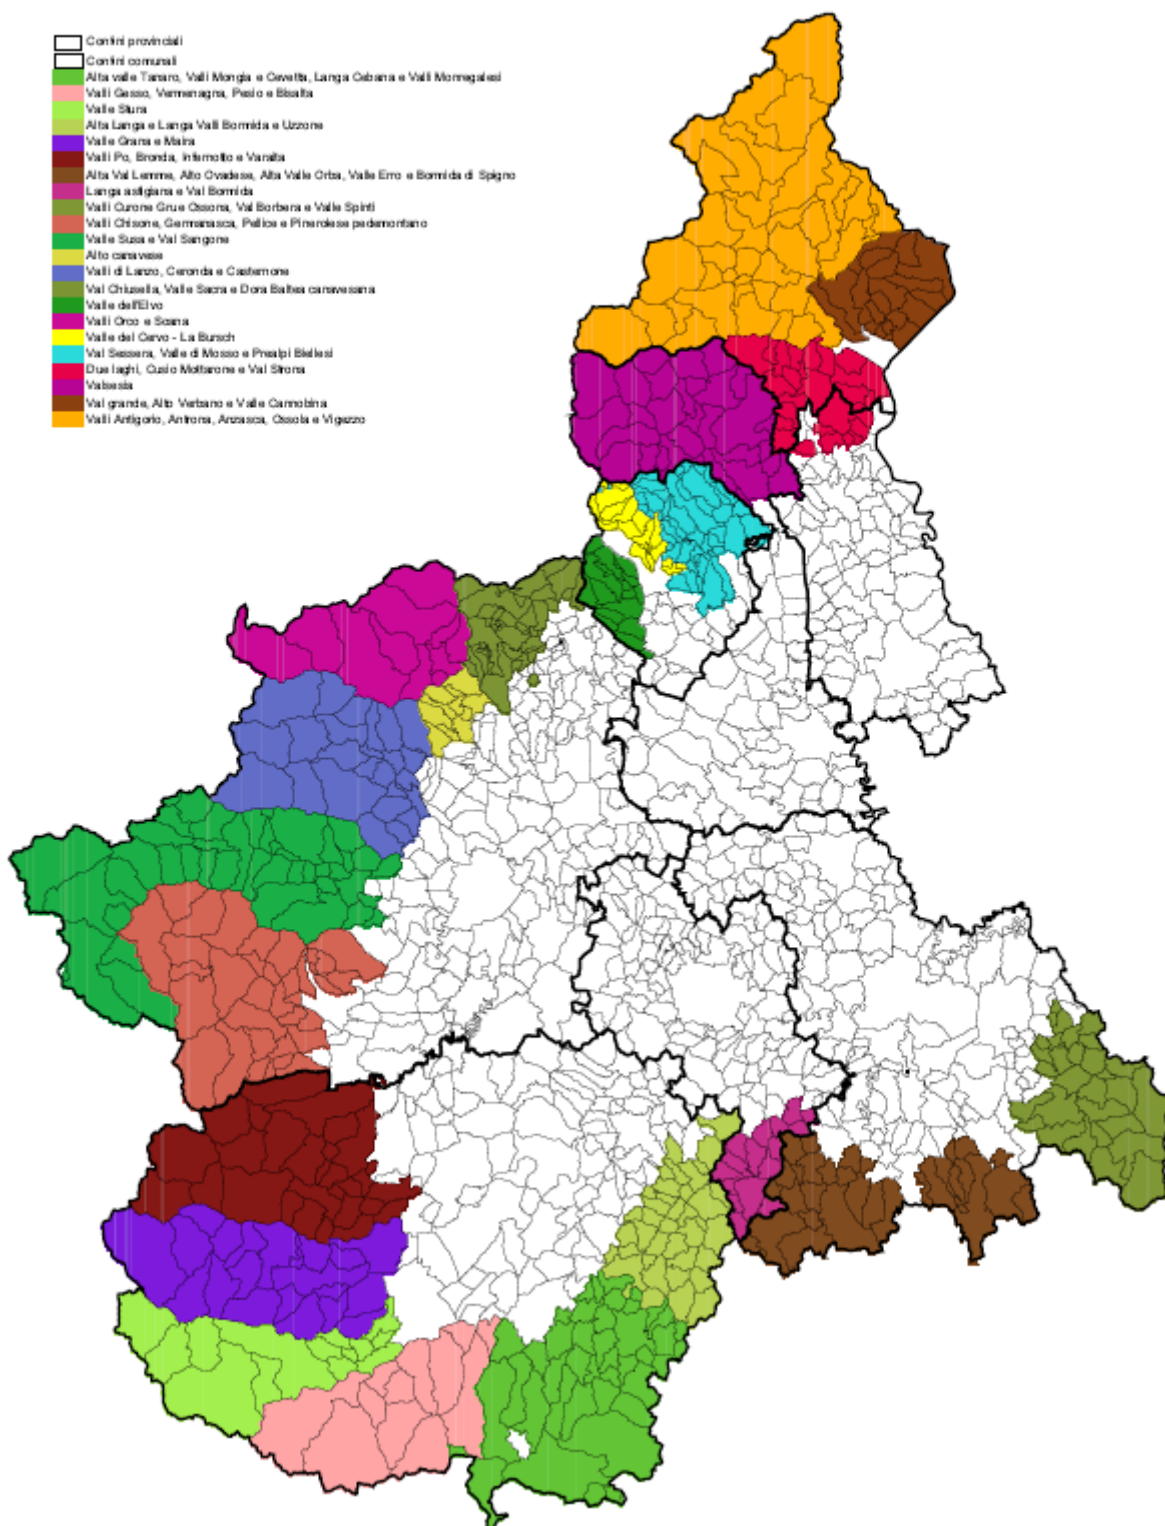 Confini provinciali
Confini comunali
Alta valle Tanaro, Valli Mongia e Cevetta, Langa Cebana e Valli Monregalesi
Valli Gesso, Vermenagna, Pesio e Bisalta
Valle Stura
Alta Langa e Langa Valli Bormida e Uzzone
Valle Grana e Maira
Valli Po, Bronda, Infernotto e Varaita
Alta Val Lemme, Alto Ovadese, Alta Valle Orba, Valle Erro e Bormida di Spigno
Langa astigiana e Val Bormida
Valli Curone Grue Ossona, Val Borbera e Valle Spinti
Valli Chisone, Germanasca, Pellice e Pinerolese pedemontano
Valle Susa e Val Sangone
Alto canavese
Valli di Lanzo, Ceronda e Casternone
Val Chiusella, Valle Sacra e Dora Baltea canavesana
Valle dell'Elvo
Valli Orco e Soana
Valle del Cervo - La Bursch
Val Sessera, Valle di Mosso e Prealpi Biellesi
Due laghi, Cusio Mottarone e Val Strona
Valsesia
Val grande, Alto Verbano e Valle Cannobina
Valli Antigorio, Antrona, Anzasca, Ossola e Vigezzo